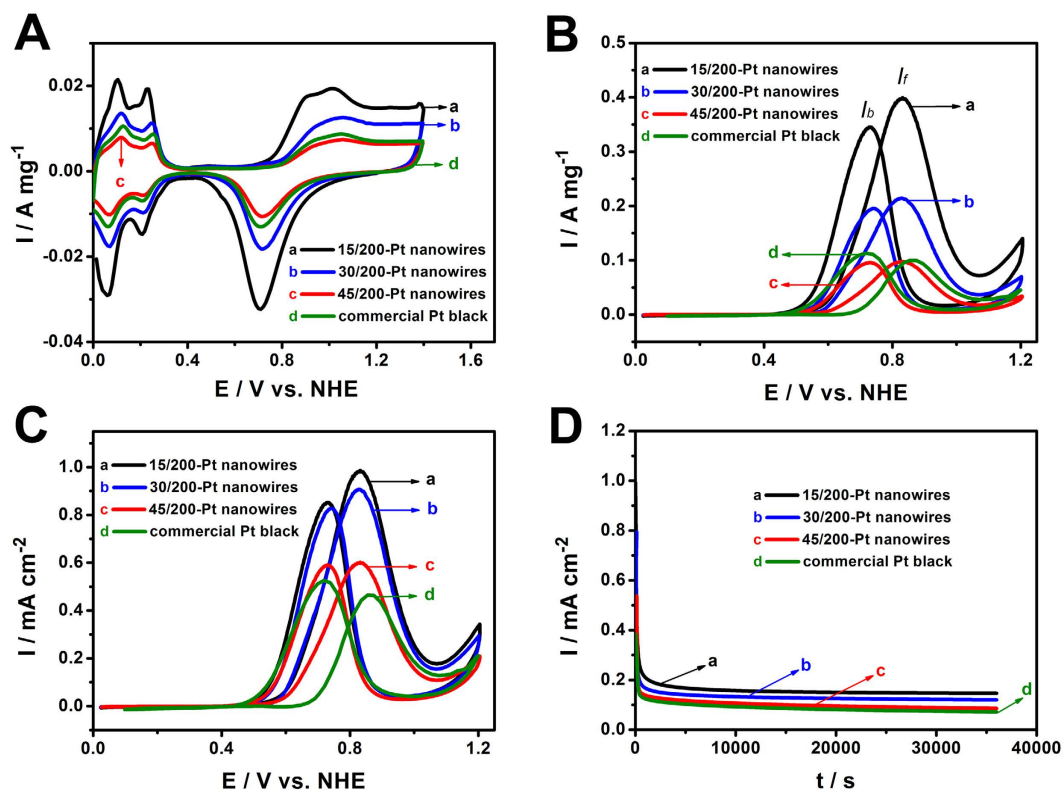 A
0.02
0.00
-0.02
-0.04
I / A mg-1
a
b
d
c
a 15/200-Pt nanowires
b 30/200-Pt nanowires
c 45/200-Pt nanowires
d commercial Pt black
0.0 0.4 0.8 1.2 1.6
E / V vs. NHE
B
0.5
0.4
0.3
0.2
0.1
0.0
I / A mg-1
a 15/200-Pt nanowires
b 30/200-Pt nanowires
c 45/200-Pt nanowires
d commercial Pt black
If
Ib
a
b
d
c
0.0 0.4 0.8 1.2
E / V vs. NHE
C
1.0
0.8
0.6
0.4
0.2
0.0
I / mA cm-2
a 15/200-Pt nanowires
b 30/200-Pt nanowires
c 45/200-Pt nanowires
d commercial Pt black
a
b
c
d
0.0 0.4 0.8 1.2
E / V vs. NHE
D
1.2
1.0
0.8
0.6
0.4
0.2
0.0
I / mA cm-2
a 15/200-Pt nanowires
b 30/200-Pt nanowires
c 45/200-Pt nanowires
d commercial Pt black
a
b
c
d
0 10000 20000 30000 40000
t / s